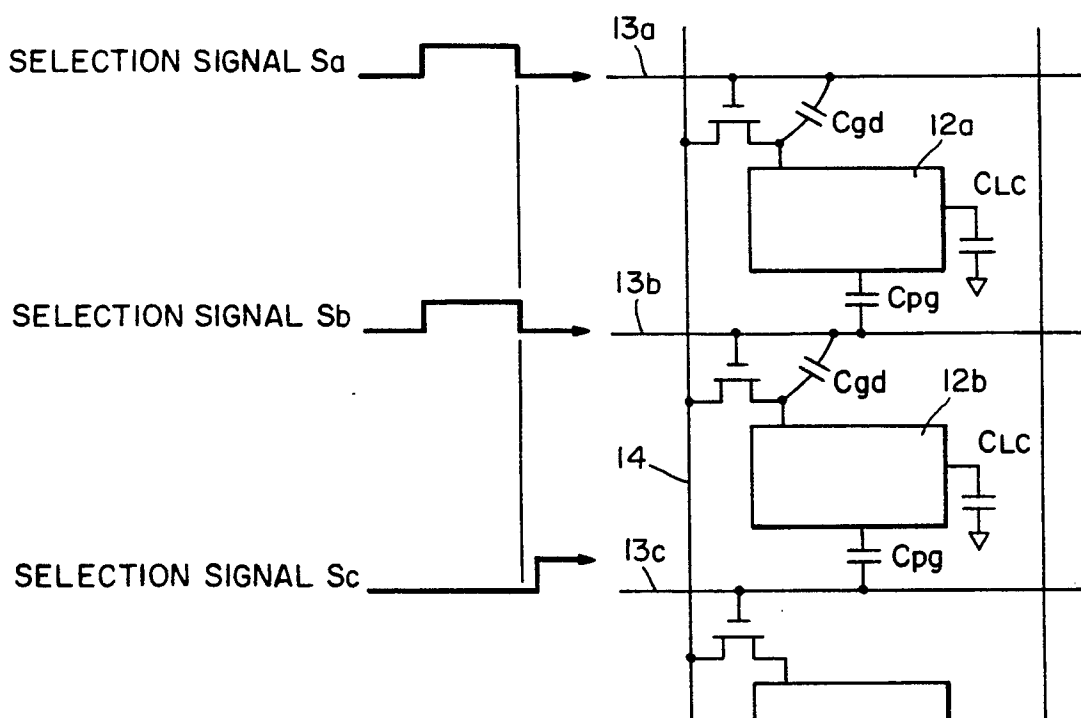 13a
SELECTION SIGNAL Sa
Cgd
12a
CLC
13b
Cpg
SELECTION SIGNAL Sb
Cgd
12b
CLC
14
13c
Cpg
SELECTION SIGNAL Sc